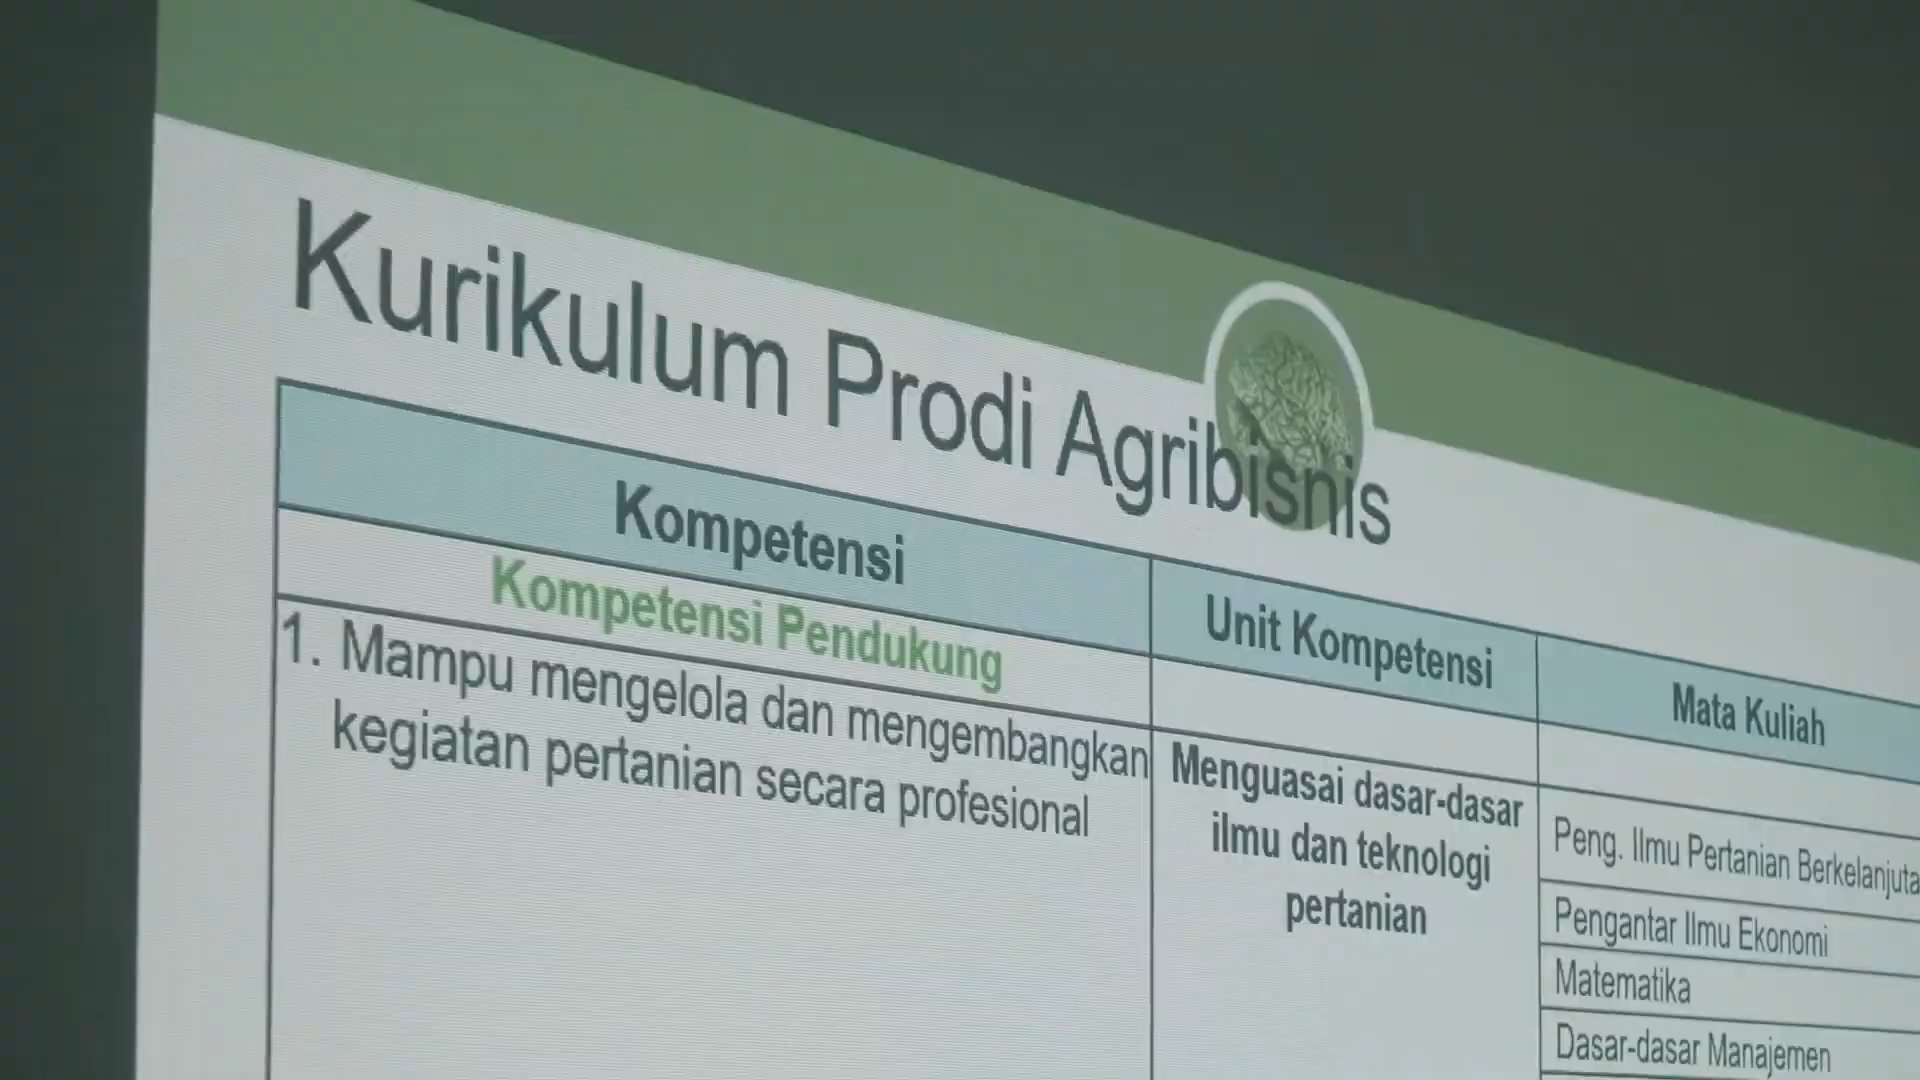 Kurikulum Prodi Agribisnis
Kompetensi
Unit Kompetensi
Mata Kuliah
Kompetensi Pendukung
1. Mampu mengelola dan mengembangkan
kegiatan pertanian secara profesional
Menguasai dasar-dasar
ilmu dan teknologi
pertanian
Peng. Ilmu Pertanian Berkelanjuta
Pengantar Ilmu Ekonomi
Matematika
Dasar-dasar Manajemen